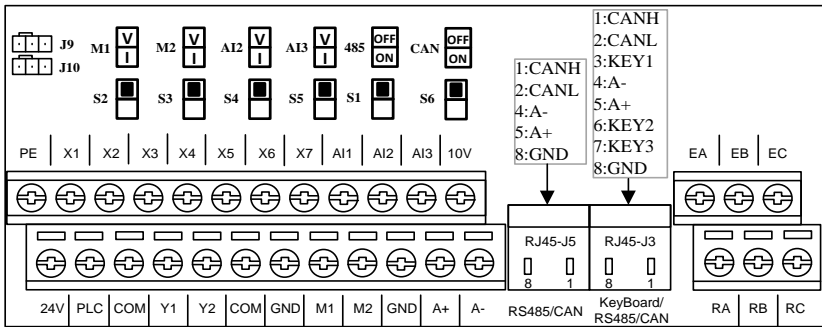 J9
J10
M1 V I
M2 V I
AI2 V I
AI3 V I
485 OFF ON
CAN OFF ON
S2
S3
S4
S5
S1
S6
1:CANH
2:CANL
4:A-
5:A+
8:GND
1:CANH
2:CANL
3:KEY1
4:A-
5:A+
6:KEY2
7:KEY3
8:GND
PE X1 X2 X3 X4 X5 X6 X7 AI1 AI2 AI3 10V
EA EB EC
RJ45-J5
8 1
RJ45-J3
8 1
24V PLC COM Y1 Y2 COM GND M1 M2 GND A+ A-
RS485/CAN
KeyBoard/
RS485/CAN
RA RB RC